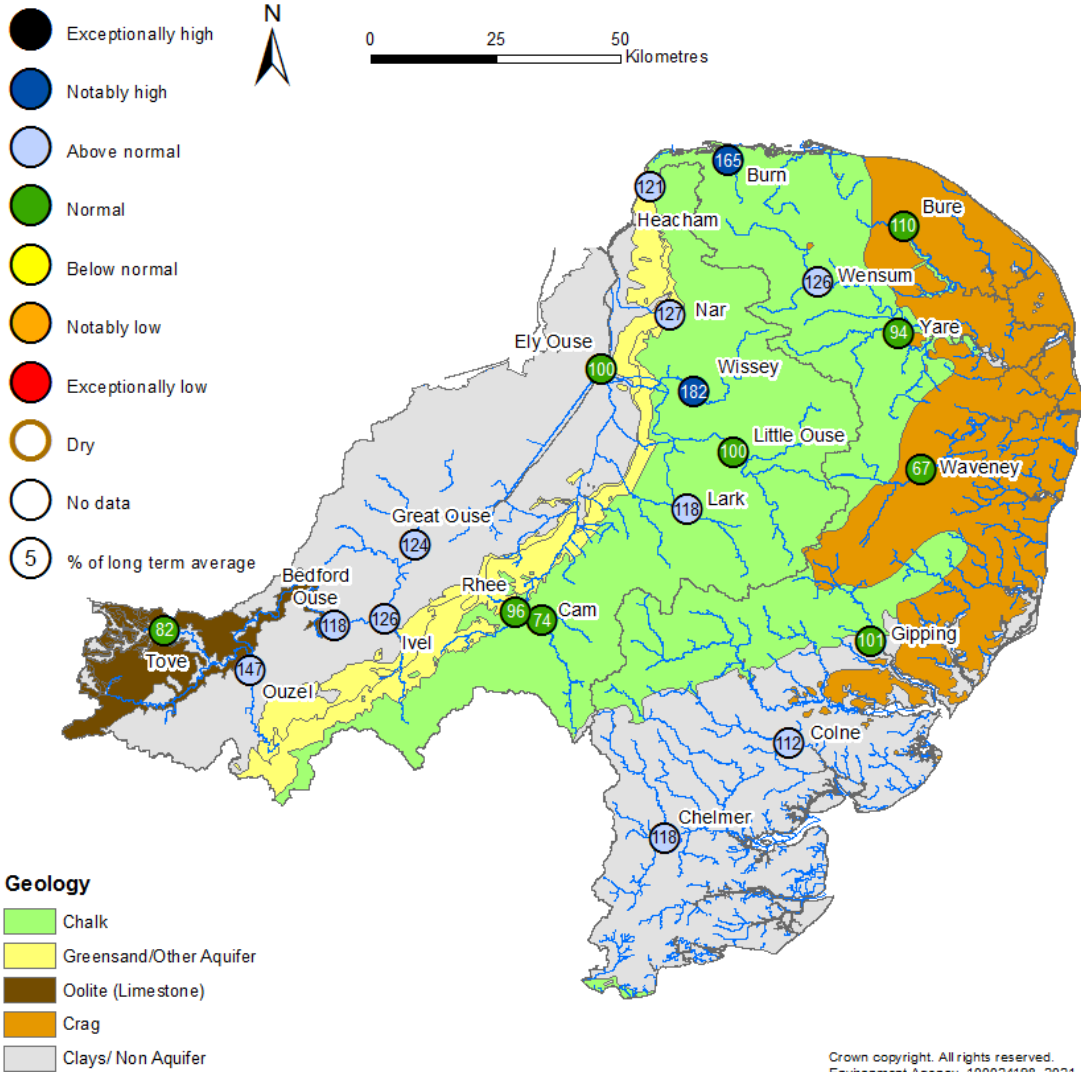 Exceptionally high
Notably high
Above normal
Normal
Below normal
Notably low
Exceptionally low
Dry
No data
5 % of long term average
N
0 25 50
Kilometres
165
Burn
121
Heacham
110
Bure
126
Wensum
127
Nar
94
Yare
Ely Ouse
100
Wissey
182
Little Ouse
100
67
Waveney
Lark
118
Great Ouse
124
Bedford
Ouse
118
126
Ivel
Rhee
96
74
Cam
82
Tove
147
Ouzel
101
Gipping
112
Colne
Chelmer
118
Geology
Chalk
Greensand/Other Aquifer
Oolite (Limestone)
Crag
Clays/ Non Aquifer
Crown copyright. All rights reserved.